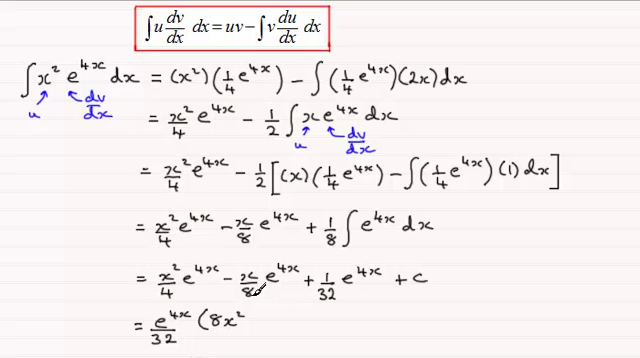 ∫u dv/dx dx = uv − ∫v du/dx dx
∫x² e^{4x} dx = (x²)(1/4 e^{4x}) − ∫(1/4 e^{4x})(2x)dx
u dv/dx
= x²/4 e^{4x} − 1/2 ∫x e^{4x} dx
u dv/dx
= x²/4 e^{4x} − 1/2 [(x)(1/4 e^{4x}) − ∫(1/4 e^{4x})(1)dx]
= x²/4 e^{4x} − x/8 e^{4x} + 1/8 ∫e^{4x} dx
= x²/4 e^{4x} − x/8 e^{4x} + 1/32 e^{4x} + c
= e^{4x}/32 (8x²